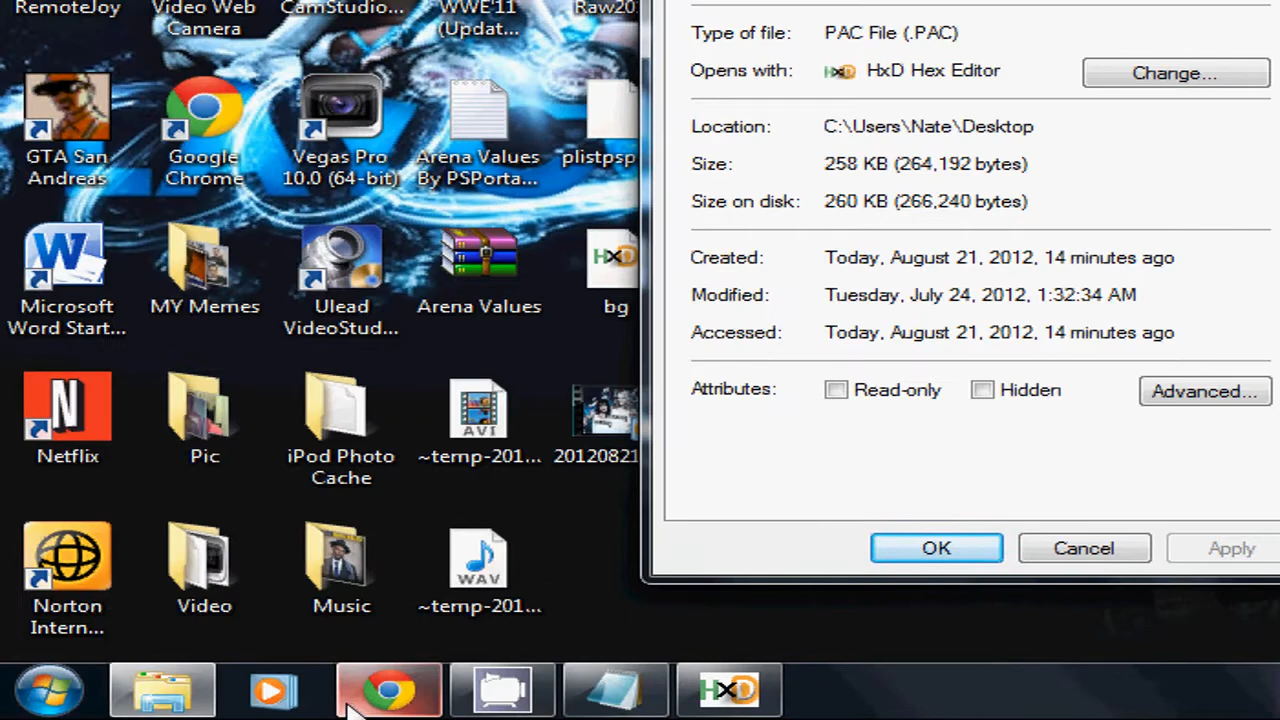 RemoteJoy
Video Web
Camera
CamStudio...
WWE'11
(Updat...
Raw20
GTA San
Andreas
Google
Chrome
Vegas Pro
10.0 (64-bit)
Arena Values
By PSPorta...
plistpsp
Microsoft
Word Start...
MY Memes
Ulead
VideoStud...
Arena Values
HxD
bg
Netflix
Pic
iPod Photo
Cache
AVI
~temp-201...
20120821
Norton
Intern...
Video
Music
WAV
~temp-201...
Type of file: PAC File (.PAC)
Opens with: HxD HxD Hex Editor Change...
Location: C:\Users\Nate\Desktop
Size: 258 KB (264,192 bytes)
Size on disk: 260 KB (266,240 bytes)
Created: Today, August 21, 2012, 14 minutes ago
Modified: Tuesday, July 24, 2012, 1:32:34 AM
Accessed: Today, August 21, 2012, 14 minutes ago
Attributes: Read-only Hidden Advanced...
OK Cancel Apply
HxD